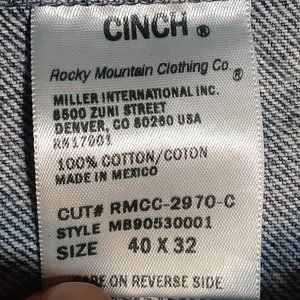 CINCH ®
Rocky Mountain Clothing Co ®
MILLER INTERNATIONAL INC.
8500 ZUNI STREET
DENVER, CO 80260 USA
RN17001
100% COTTON/COTON
MADE IN MEXICO
CUT# RMCC-2970-C
STYLE MB90530001
SIZE 40 X 32
CARE ON REVERSE SIDE